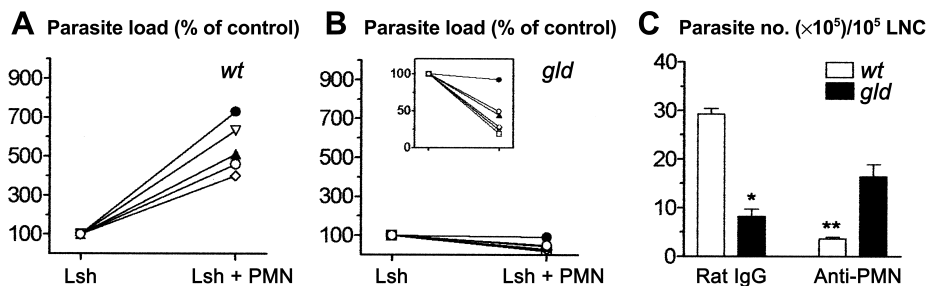 A Parasite load (% of control)
wt
900
700
500
300
100
Lsh
Lsh + PMN
B Parasite load (% of control)
gld
900
700
500
300
100
100
50
0
Lsh
Lsh + PMN
C Parasite no. (×10⁵)/10⁵ LNC
wt
gld
40
30
20
10
0
*
**
Rat IgG
Anti-PMN